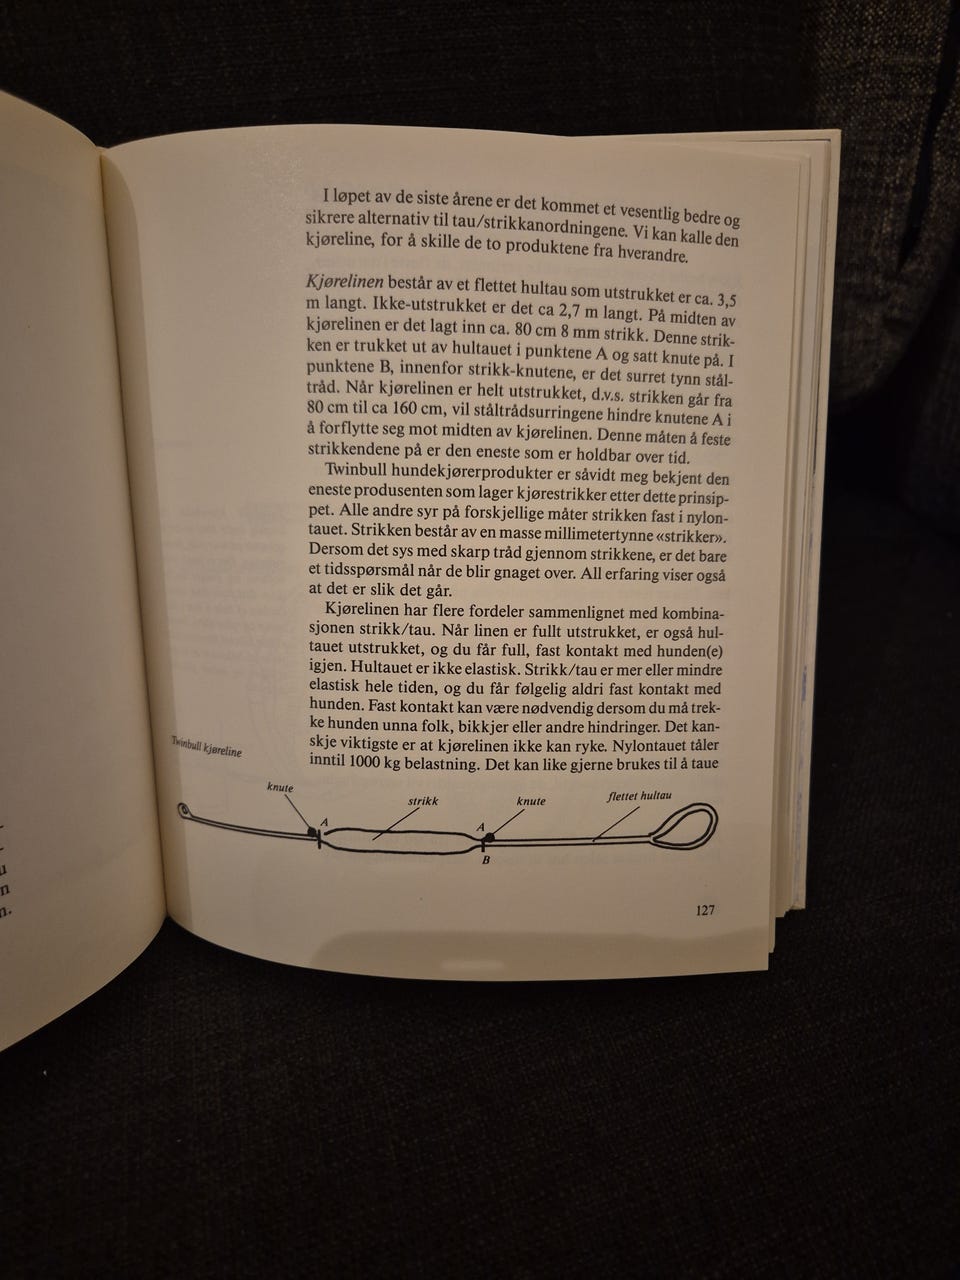 I løpet av de siste årene er det kommet et vesentlig bedre og
sikrere alternativ til tau/strikkanordningene. Vi kan kalle den
kjøreline, for å skille de to produktene fra hverandre.
Kjørelinen består av et flettet hultau som utstrukket er ca. 3,5
m langt. Ikke-utstrukket er det ca 2,7 m langt. På midten av
kjørelinen er det lagt inn ca. 80 cm 8 mm strikk. Denne strik-
ken er trukket ut av hultauet i punktene A og satt knute på. I
punktene B, innenfor strikk-knutene, er det surret tynn stål-
tråd. Når kjørelinen er helt utstrukket, d.v.s. strikken går fra
80 cm til ca 160 cm, vil ståltrådsurringene hindre knutene A i
å forflytte seg mot midten av kjørelinen. Denne måten å feste
strikkendene på er den eneste som er holdbar over tid.
Twinbull hundekjørerprodukter er såvidt meg bekjent den
eneste produsenten som lager kjørestrikker etter dette prinsip-
pet. Alle andre syr på forskjellige måter strikken fast i nylon-
tauet. Strikken består av en masse millimetertynne «strikker».
Dersom det sys med skarp tråd gjennom strikkene, er det bare
et tidsspørsmål når de blir gnaget over. All erfaring viser også
at det er slik det går.
Kjørelinen har flere fordeler sammenlignet med kombina-
sjonen strikk/tau. Når linen er fullt utstrukket, er også hul-
tauet utstrukket, og du får full, fast kontakt med hunden(e)
igjen. Hultauet er ikke elastisk. Strikk/tau er mer eller mindre
elastisk hele tiden, og du får følgelig aldri fast kontakt med
hunden. Fast kontakt kan være nødvendig dersom du må trek-
ke hunden unna folk, bikkjer eller andre hindringer. Det kan-
skje viktigste er at kjørelinen ikke kan ryke. Nylontauet tåler
inntil 1000 kg belastning. Det kan like gjerne brukes til å taue
Twinbull kjøreline
knute
strikk
knute
flettet hultau
A
A
B
127
u
n
n.